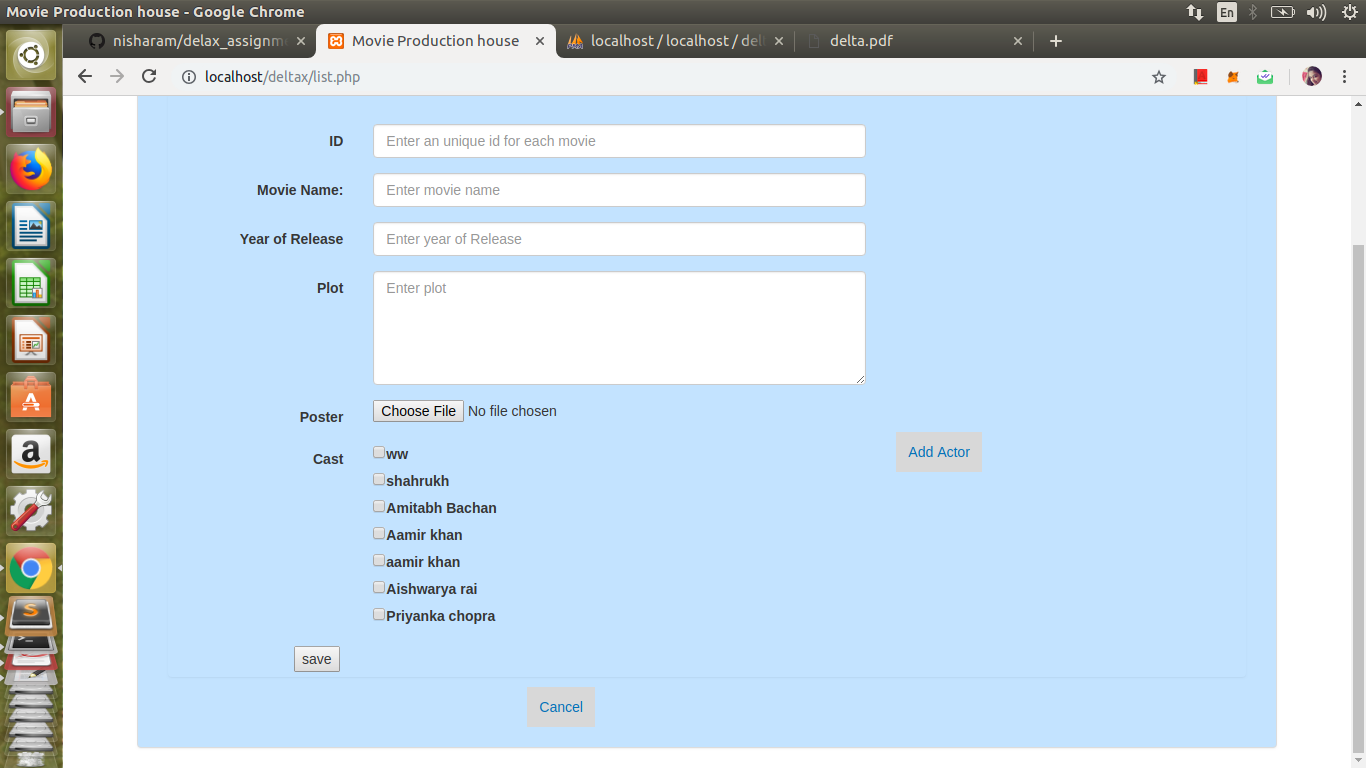 Movie Production house - Google Chrome
En
nisharam/delax_assignme
Movie Production house
localhost / localhost / delt
delta.pdf
localhost/deltax/list.php
ID
Enter an unique id for each movie
Movie Name:
Enter movie name
Year of Release
Enter year of Release
Plot
Enter plot
Poster
Choose File No file chosen
Cast
ww
Add Actor
shahrukh
Amitabh Bachan
Aamir khan
aamir khan
Aishwarya rai
Priyanka chopra
save
Cancel